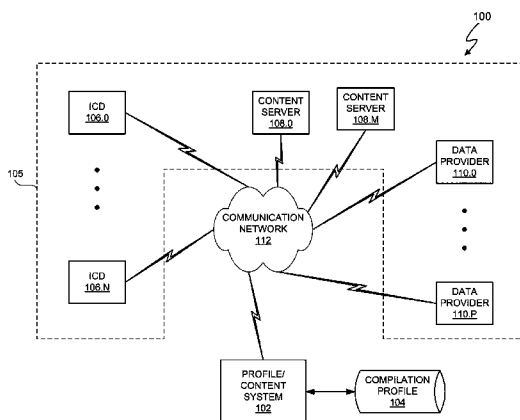 100
ICD
106.0
CONTENT
SERVER
108.0
CONTENT
SERVER
108.M
DATA
PROVIDER
110.0
105
COMMUNICATION
NETWORK
112
ICD
106.N
DATA
PROVIDER
110.P
PROFILE/
CONTENT
SYSTEM
102
COMPILATION
PROFILE
104